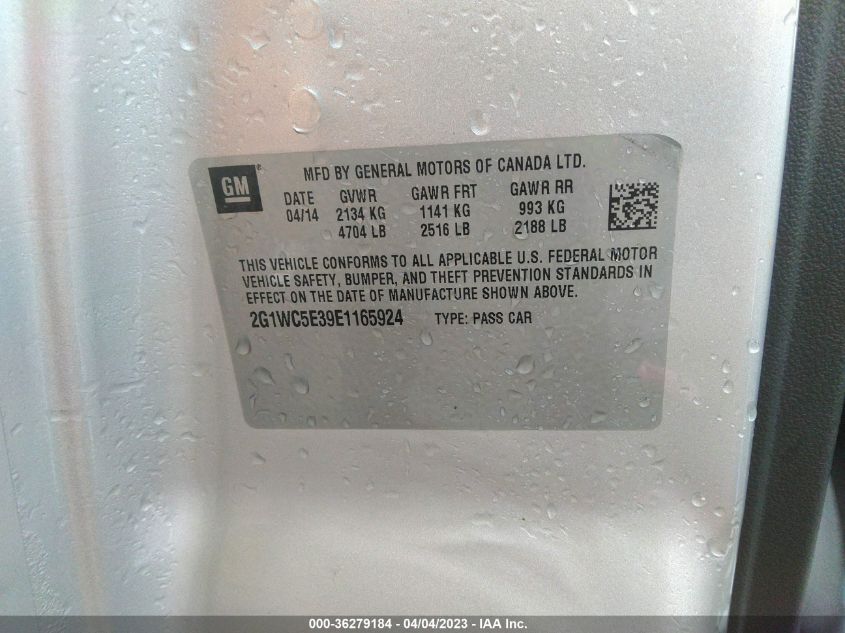 MFD BY GENERAL MOTORS OF CANADA LTD.
GM®
DATE GVWR GAWR FRT GAWR RR
04/14 2134 KG 1141 KG 993 KG
4704 LB 2516 LB 2188 LB
THIS VEHICLE CONFORMS TO ALL APPLICABLE U.S. FEDERAL MOTOR
VEHICLE SAFETY, BUMPER, AND THEFT PREVENTION STANDARDS IN
EFFECT ON THE DATE OF MANUFACTURE SHOWN ABOVE.
2G1WC5E39E1165924 TYPE: PASS CAR
000-36279184 - 04/04/2023 - IAA Inc.